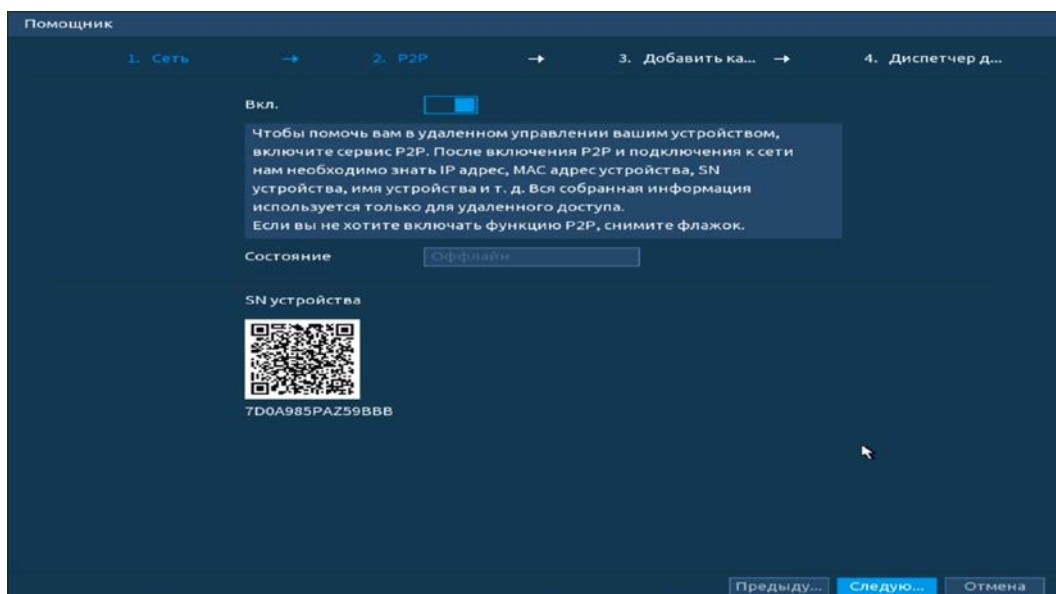 Помощник
1. Сеть → 2. P2P → 3. Добавить ка... → 4. Диспетчер д...
Вкл.
Чтобы помочь вам в удаленном управлении вашим устройством,
включите сервис P2P. После включения P2P и подключения к сети
нам необходимо знать IP адрес, MAC адрес устройства, SN
устройства, имя устройства и т. д. Вся собранная информация
используется только для удаленного доступа.
Если вы не хотите включать функцию P2P, снимите флажок.
Состояние Оффлайн
SN устройства
7D0A985PAZ59BBB
Предыду... Следую... Отмена